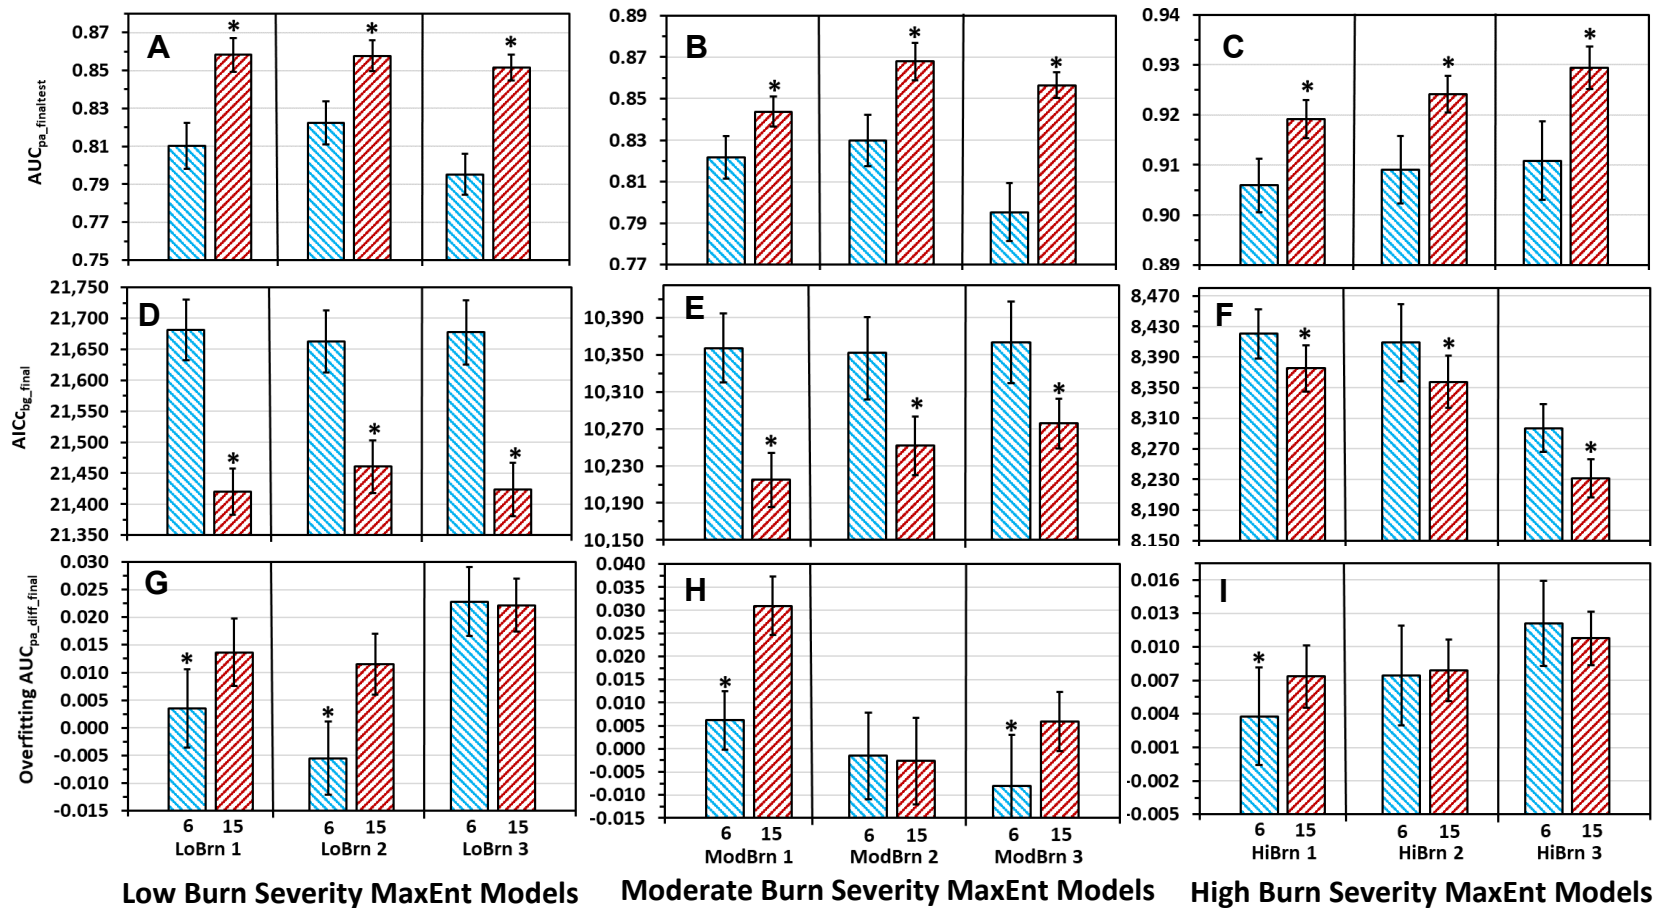 A
B
C
AUCpa_finaltest
0.87
0.85
0.83
0.81
0.79
0.77
0.75
* * *
0.89
0.87
0.85
0.83
0.81
0.79
0.77
* * *
0.94
0.93
0.92
0.91
0.90
0.89
* * *
D
E
F
AICcbg_final
21,750
21,700
21,650
21,600
21,550
21,500
21,450
21,400
21,350
* * *
10,390
10,350
10,310
10,270
10,230
10,190
10,150
* * *
8,470
8,430
8,390
8,350
8,310
8,270
8,230
8,190
8.150
* * *
G
H
I
Overfitting AUCpa_diff_final
0.030
0.025
0.020
0.015
0.010
0.005
0.000
-0.005
-0.010
-0.015
* *
0.040
0.035
0.030
0.025
0.020
0.015
0.010
0.005
0.000
-0.005
-0.010
-0.015
* *
0.016
0.013
0.010
0.007
0.004
0.001
-0.002
-0.005
*
6 15 6 15 6 15
LoBrn 1 LoBrn 2 LoBrn 3
Low Burn Severity MaxEnt Models
6 15 6 15 6 15
ModBrn 1 ModBrn 2 ModBrn 3
Moderate Burn Severity MaxEnt Models
6 15 6 15 6 15
HiBrn 1 HiBrn 2 HiBrn 3
High Burn Severity MaxEnt Models